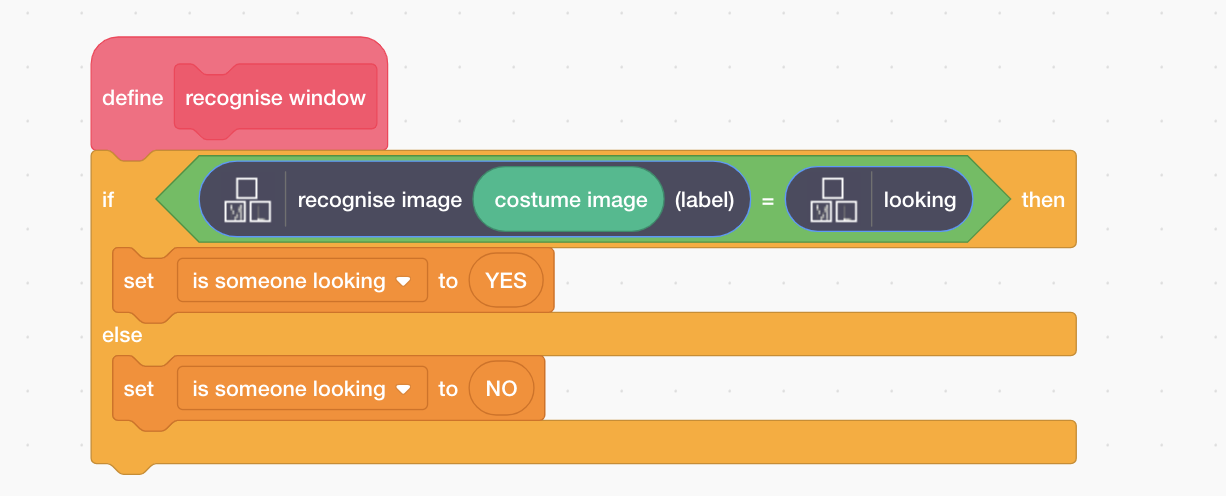 define recognise window
if recognise image costume image (label) = looking then
set is someone looking to YES
else
set is someone looking to NO